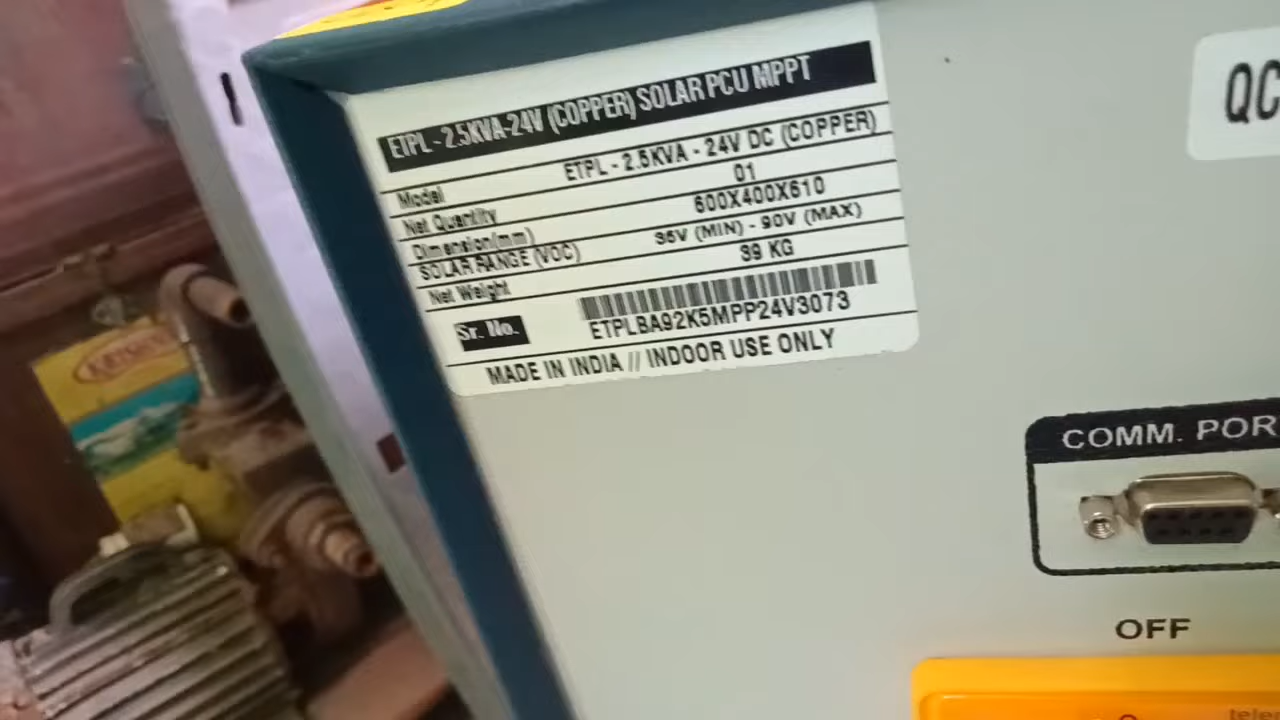 ETPL - 2.5KVA-24V (COPPER) SOLAR PCU MPPT
Model ETPL - 2.5KVA - 24V DC (COPPER)
Net Quantity 01
Dimension(mm) 600X400X610
SOLAR RANGE (VOC) 35V (MIN) - 90V (MAX)
Net Weight 39 KG
Sr. No. ETPLBA92K5MPP24V3073
MADE IN INDIA // INDOOR USE ONLY
QC
COMM. POR
OFF